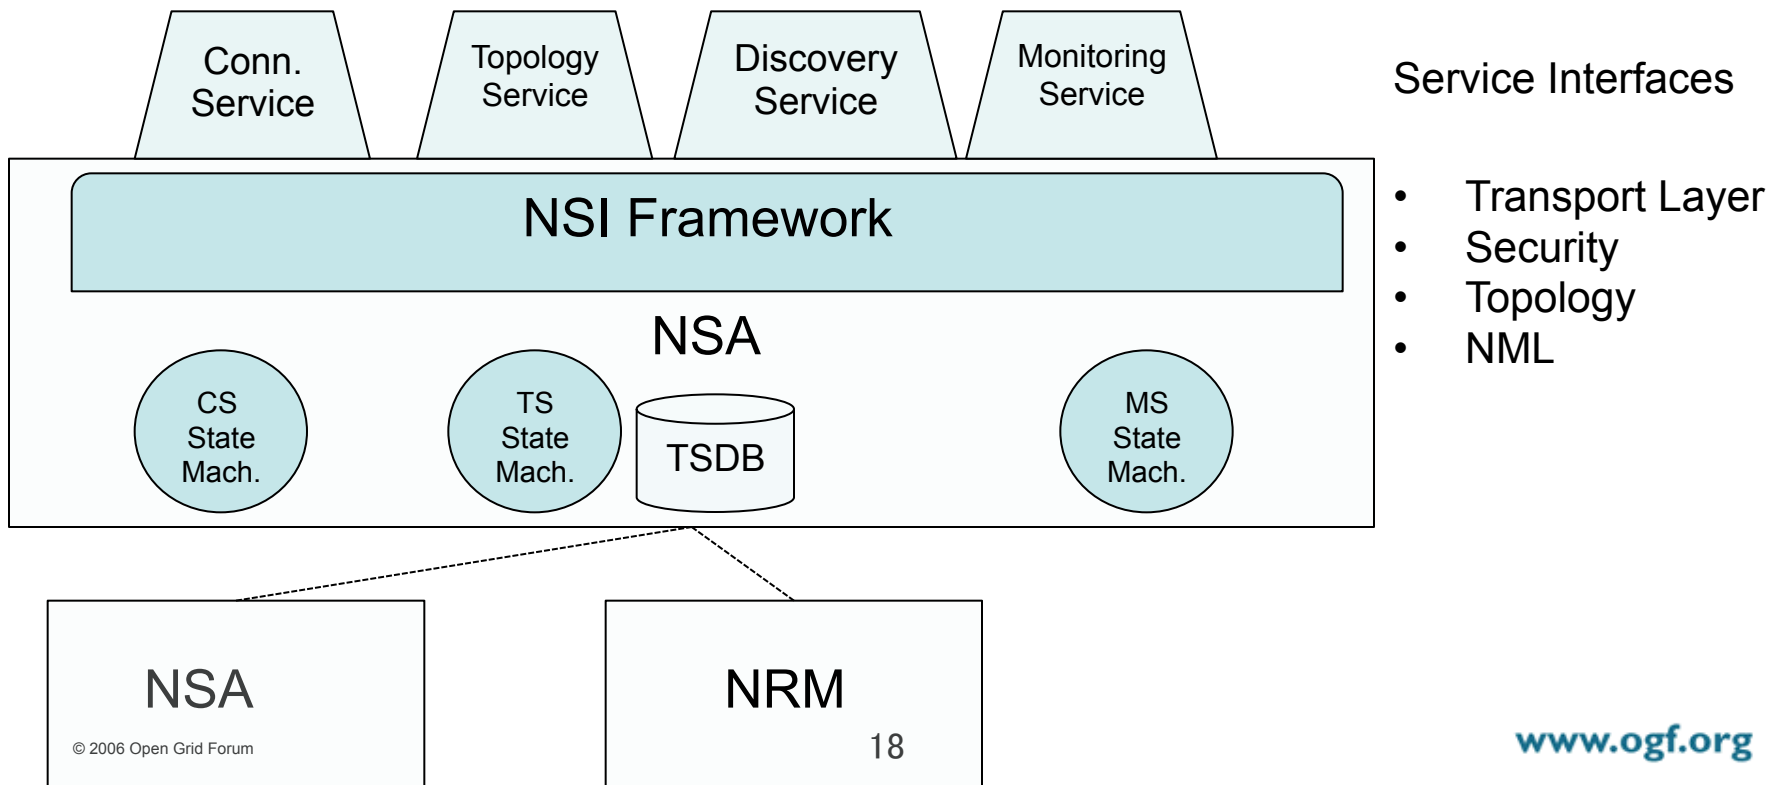 Conn.
Service
Topology
Service
Discovery
Service
Monitoring
Service
Service Interfaces
NSI Framework
• Transport Layer
• Security
• Topology
• NML
NSA
CS
State
Mach.
TS
State
Mach.
TSDB
MS
State
Mach.
NSA
NRM
© 2006 Open Grid Forum
18
www.ogf.org